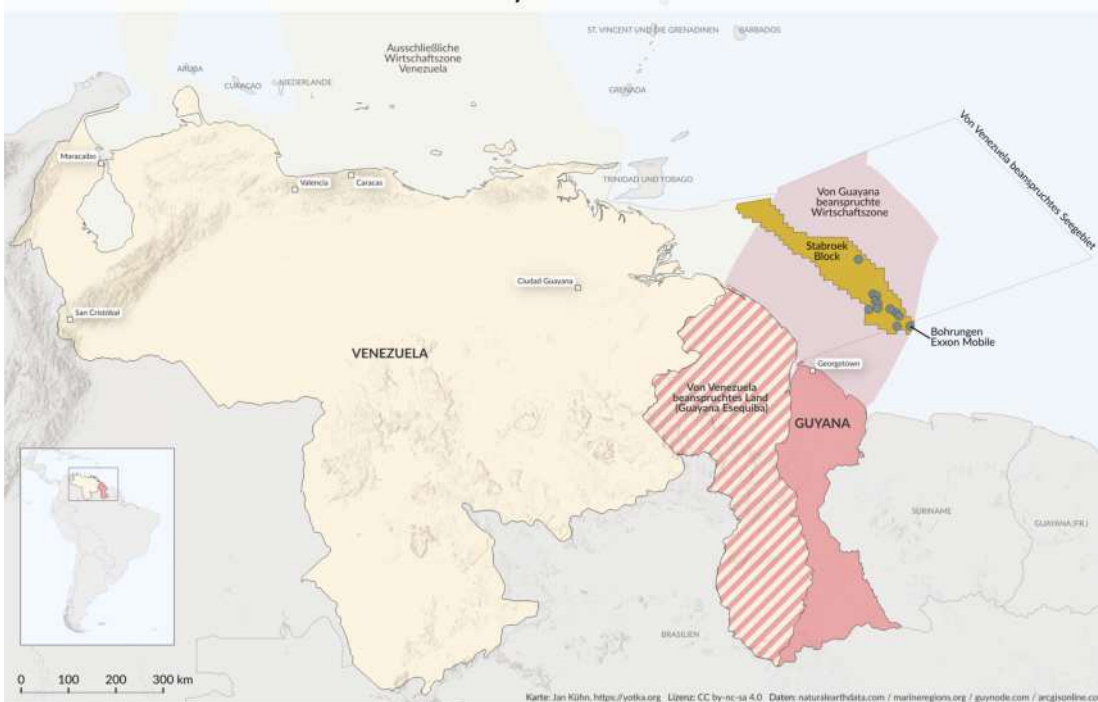 Ausschließliche
Wirtschaftszone
Venezuela
ST. VINCENT UND DIE GRENADINEN
BARBADOS
ARUBA
CURAÇAO
NIEDERLANDE
GRENADA
Maracaibo
Valencia
Caracas
TRINIDAD UND TOBAGO
Von Guayana
beanspruchte
Wirtschaftszone
Von Venezuela beanspruchtes Seegebiet
Stabroek
Block
Ciudad Guayana
San Cristóbal
Bohrungen
Exxon Mobile
VENEZUELA
Georgetown
Von Venezuela
beanspruchtes Land
(Guayana Esequiba)
GUYANA
SURINAME
GUAYANA (FR.)
BRASILIEN
0 100 200 300 km
Karte: Jan Kühn, https://yotka.org Lizenz: CC by-nc-sa 4.0 Daten: naturalearthdata.com / marineregions.org / guynode.com / arcgisonline.co